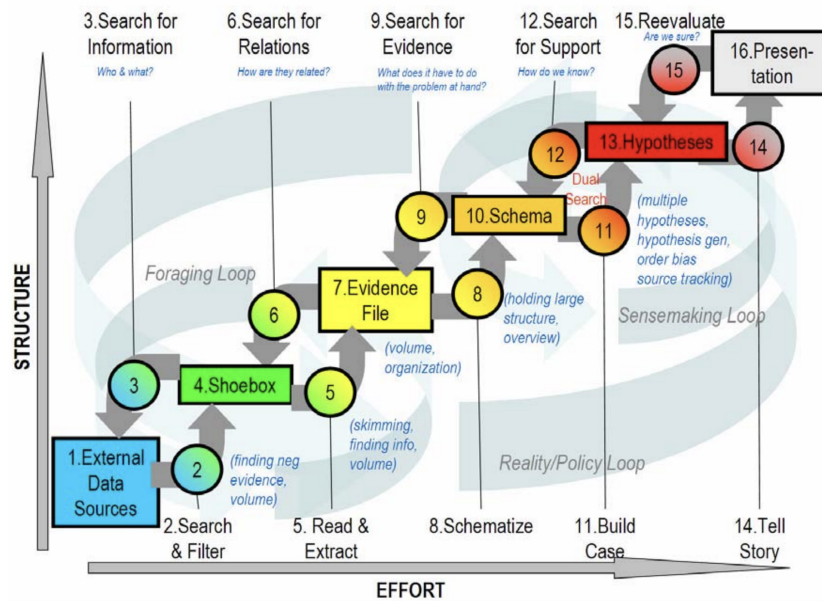 3.Search for
Information
Who & what?
6.Search for
Relations
How are they related?
9.Search for
Evidence
What does it have to do
with the problem at hand?
12.Search
for Support
How do we know?
15.Reevaluate
Are we sure?
15
16.Presen-
tation
12
13.Hypotheses
14
Dual
Search
9
10.Schema
11
(multiple
hypotheses,
hypothesis gen,
order bias
source tracking)
Foraging Loop
6
7.Evidence
File
8
(holding large
structure,
overview)
Sensemaking Loop
STRUCTURE
3
4.Shoebox
5
(volume,
organization)
1.External
Data
Sources
2
(finding neg
evidence,
volume)
(skimming,
finding info,
volume)
Reality/Policy Loop
2.Search
& Filter
5. Read &
Extract
8.Schematize
11.Build
Case
14.Tell
Story
EFFORT